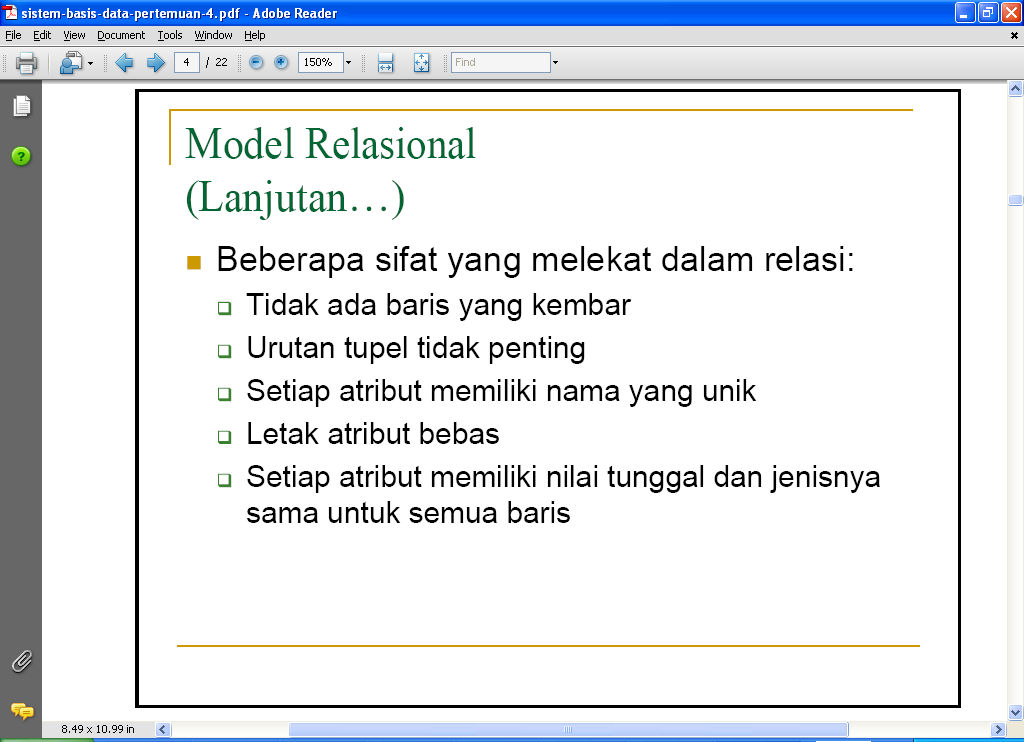 sistem-basis-data-pertemuan-4.pdf - Adobe Reader
File Edit View Document Tools Window Help
4 / 22 150% Find
Model Relasional
(Lanjutan…)
Beberapa sifat yang melekat dalam relasi:
Tidak ada baris yang kembar
Urutan tupel tidak penting
Setiap atribut memiliki nama yang unik
Letak atribut bebas
Setiap atribut memiliki nilai tunggal dan jenisnya
sama untuk semua baris
8.49 x 10.99 in